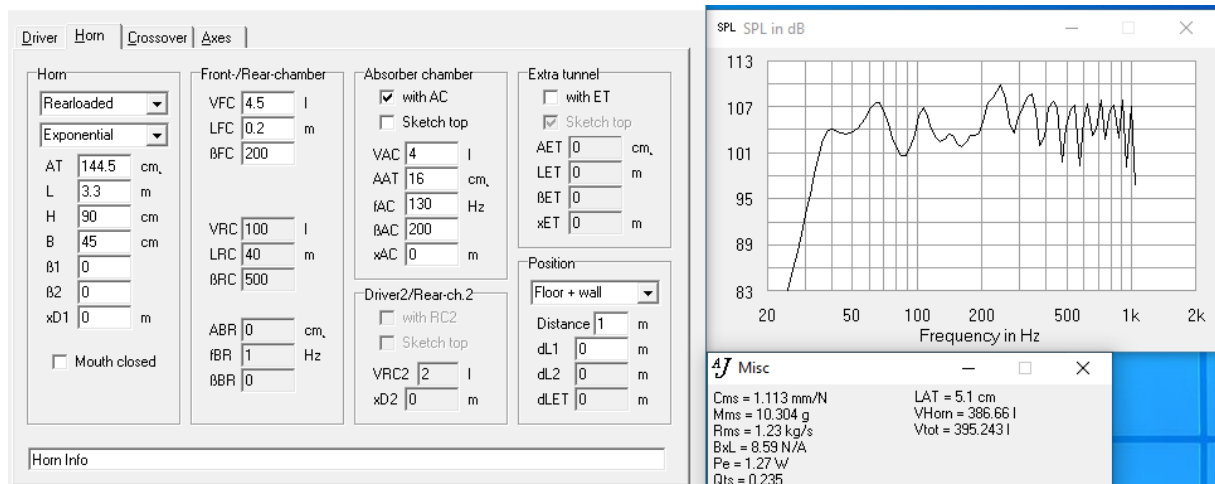 Driver Horn Crossover Axes
Horn
Rearloaded
Exponential
AT 144.5 cm,
L 3.3 m
H 90 cm
B 45 cm
ß1 0
ß2 0
xD1 0 m
Mouth closed
Front-/Rear-chamber
VFC 4.5 l
LFC 0.2 m
ßFC 200
VRC 100 l
LRC 40 m
ßRC 500
ABR 0 cm,
fBR 1 Hz
ßBR 0
Absorber chamber
with AC
Sketch top
VAC 4 l
AAT 16 cm,
fAC 130 Hz
ßAC 200
xAC 0 m
Driver2/Rear-ch.2
with RC2
Sketch top
VRC2 2 l
xD2 0 m
Extra tunnel
with ET
Sketch top
AET 0 cm,
LET 0 m
ßET 0
xET 0 m
Position
Floor + wall
Distance 1 m
dL1 0 m
dL2 0 m
dLET 0 m
Horn Info
SPL SPL in dB
113
107
101
95
89
83
20 50 100 200 500 1k 2k
Frequency in Hz
AJ Misc
Cms = 1.113 mm/N
Mms = 10.304 g
Rms = 1.23 kg/s
BxL = 8.59 N/A
Pe = 1.27 W
Qts = 0.235
LAT = 5.1 cm
VHorn = 386.66 l
Vtot = 395.243 l